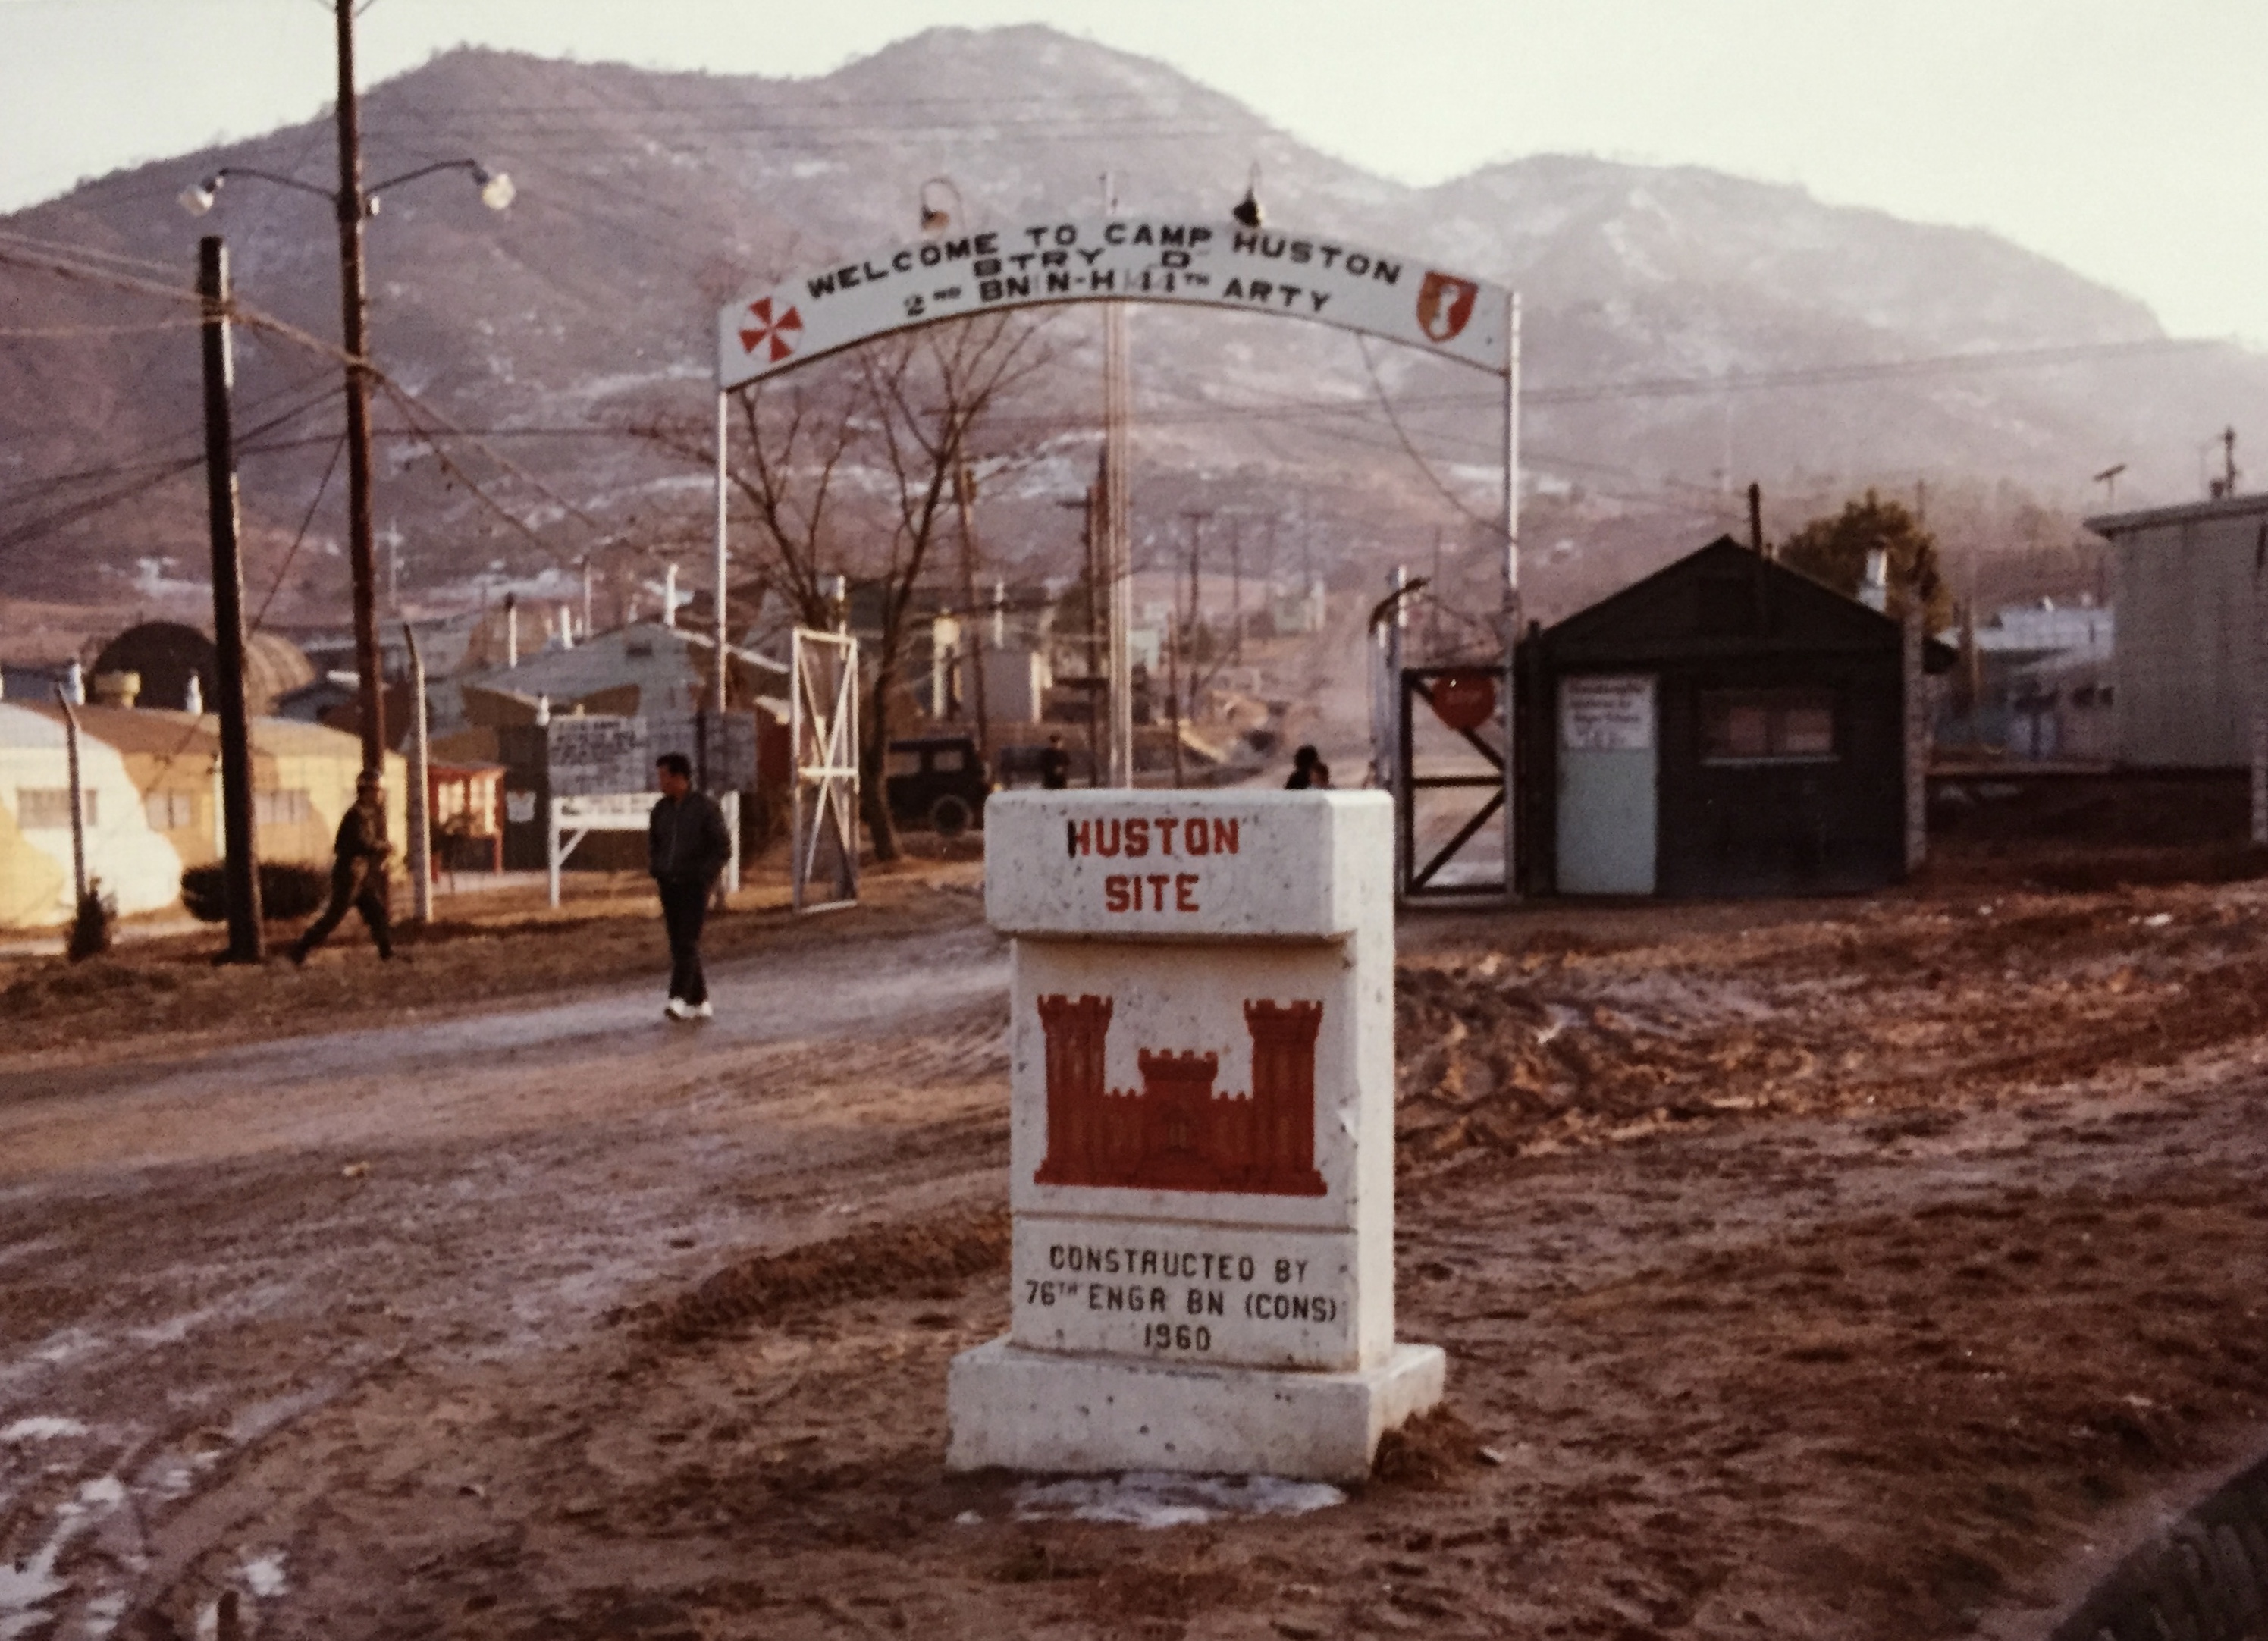 WELCOME TO CAMP HUSTON
BTRY D
2ND BN N-H 44TH ARTY
HUSTON
SITE
CONSTRUCTED BY
76TH ENGR BN (CONS)
1960